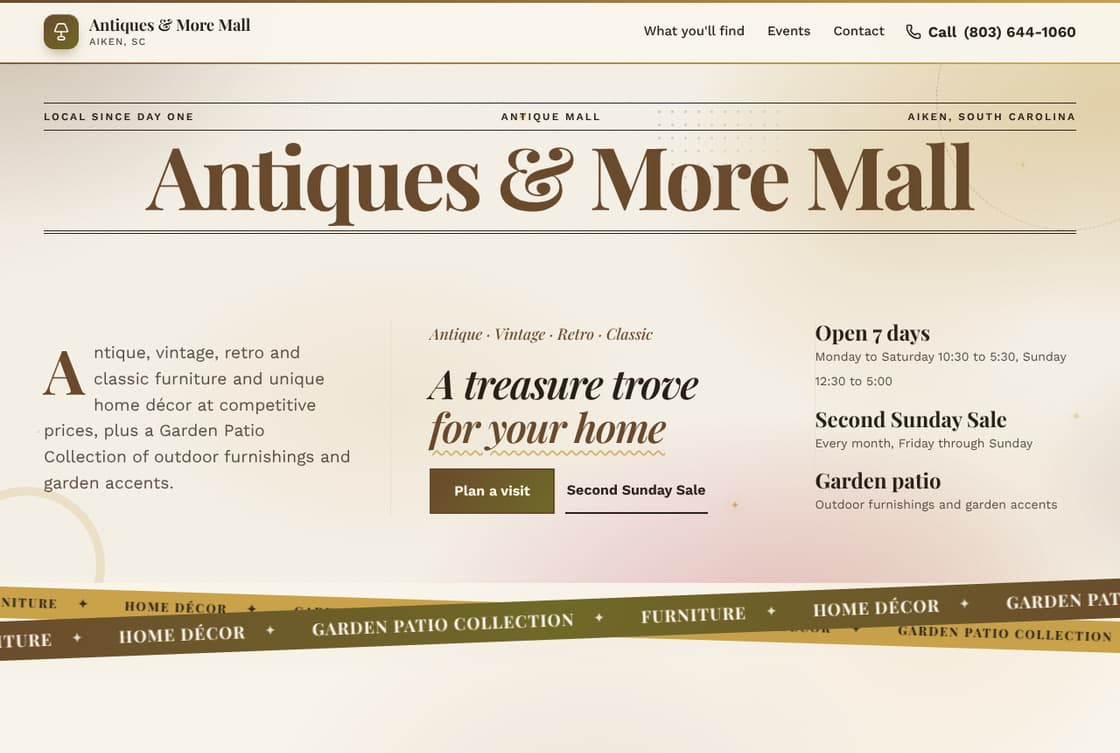 Antiques & More Mall
AIKEN, SC
What you'll find
Events
Contact
Call (803) 644-1060
LOCAL SINCE DAY ONE
ANTIQUE MALL
AIKEN, SOUTH CAROLINA
Antiques & More Mall
Antique, vintage, retro and
classic furniture and unique
home décor at competitive
prices, plus a Garden Patio
Collection of outdoor furnishings and
garden accents.
Antique · Vintage · Retro · Classic
A treasure trove
for your home
Plan a visit
Second Sunday Sale
Open 7 days
Monday to Saturday 10:30 to 5:30, Sunday
12:30 to 5:00
Second Sunday Sale
Every month, Friday through Sunday
Garden patio
Outdoor furnishings and garden accents
NITURE ✦ HOME DÉCOR ✦
GARDEN PATIO COLLECTION
ITURE ✦ HOME DÉCOR ✦ GARDEN PATIO COLLECTION ✦ FURNITURE ✦ HOME DÉCOR ✦ GARDEN PAT